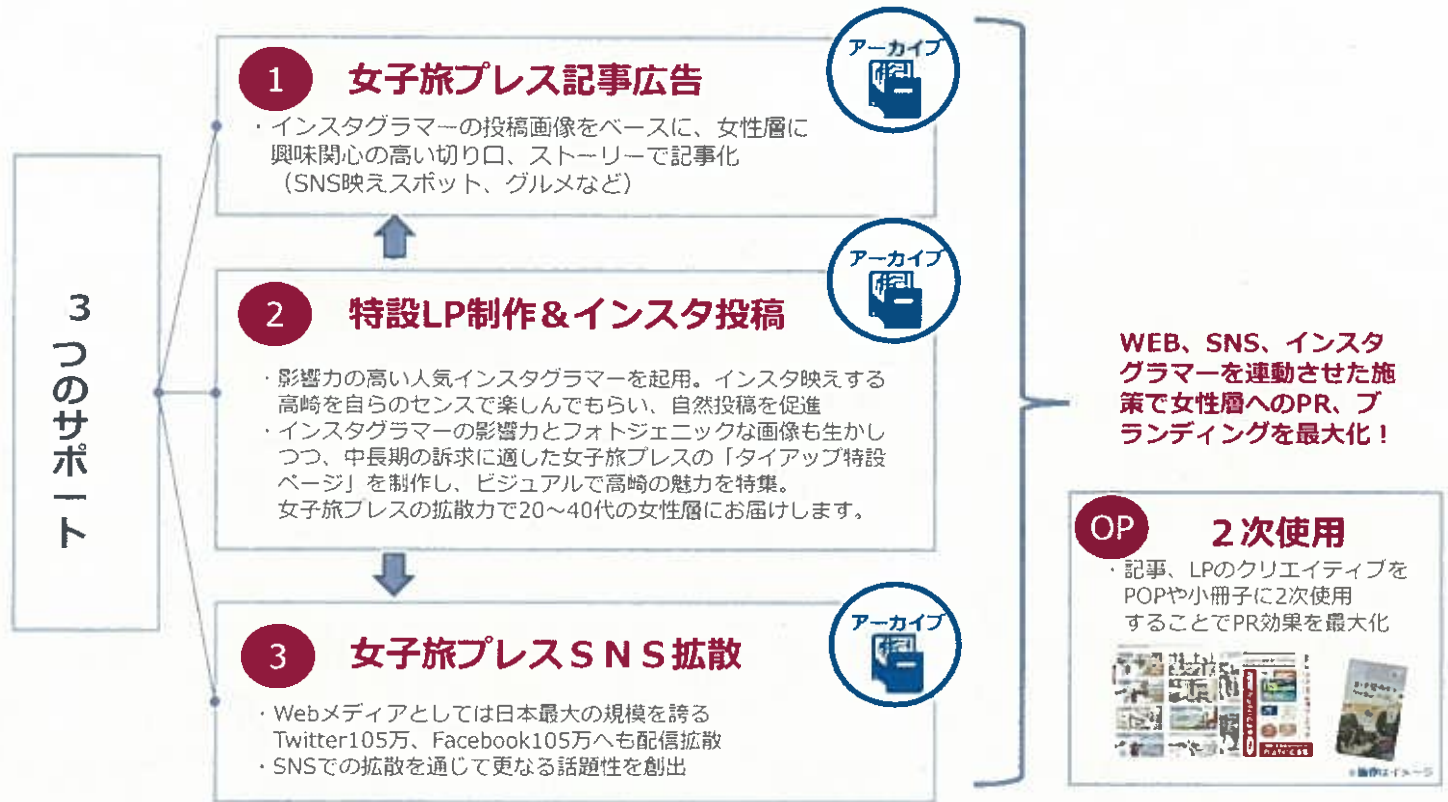 3つのサポート
1 女子旅プレス記事広告
アーカイブ
・インスタグラマーの投稿画像をベースに、女性層に
興味関心の高い切り口、ストーリーで記事化
（SNS映えスポット、グルメなど）
2 特設LP制作＆インスタ投稿
アーカイブ
・影響力の高い人気インスタグラマーを起用。インスタ映えする
高崎を自らのセンスで楽しんでもらい、自然投稿を促進
・インスタグラマーの影響力とフォトジェニックな画像も生かし
つつ、中長期の訴求に適した女子旅プレスの「タイアップ特設
ページ」を制作し、ビジュアルで高崎の魅力を特集。
女子旅プレスの拡散力で20～40代の女性層にお届けします。
3 女子旅プレスＳＮＳ拡散
アーカイブ
・Webメディアとしては日本最大の規模を誇る
Twitter105万、Facebook105万へも配信拡散
・SNSでの拡散を通じて更なる話題性を創出
WEB、SNS、インスタ
グラマーを連動させた施
策で女性層へのPR、ブ
ランディングを最大化！
OP ２次使用
・記事、LPのクリエイティブを
POPや小冊子に2次使用
することでPR効果を最大化
※画像はイメージ